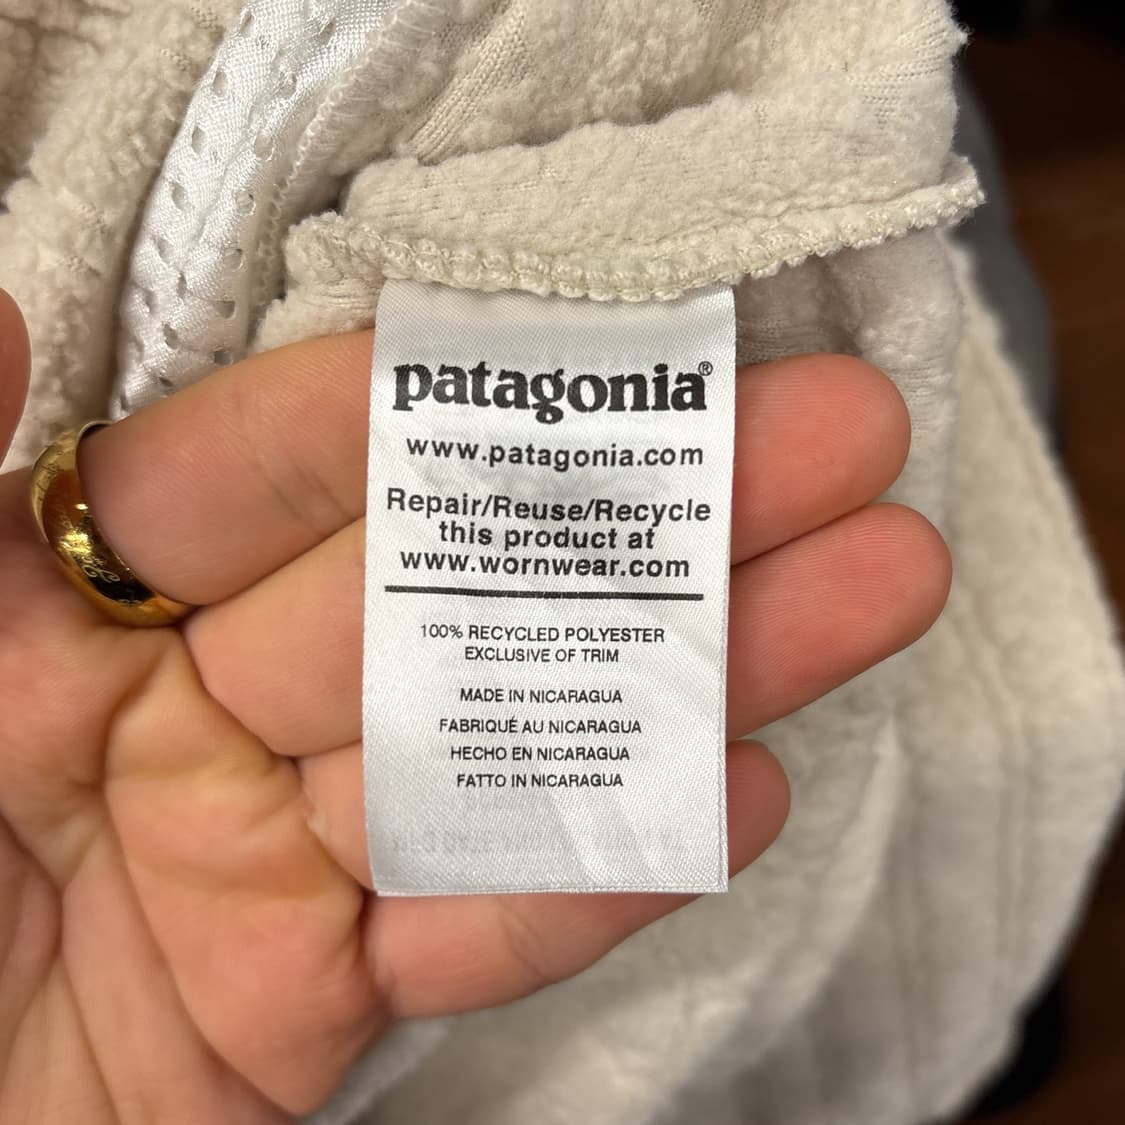 patagonia®
www.patagonia.com
Repair/Reuse/Recycle
this product at
www.wornwear.com
100% RECYCLED POLYESTER
EXCLUSIVE OF TRIM
MADE IN NICARAGUA
FABRIQUÉ AU NICARAGUA
HECHO EN NICARAGUA
FATTO IN NICARAGUA